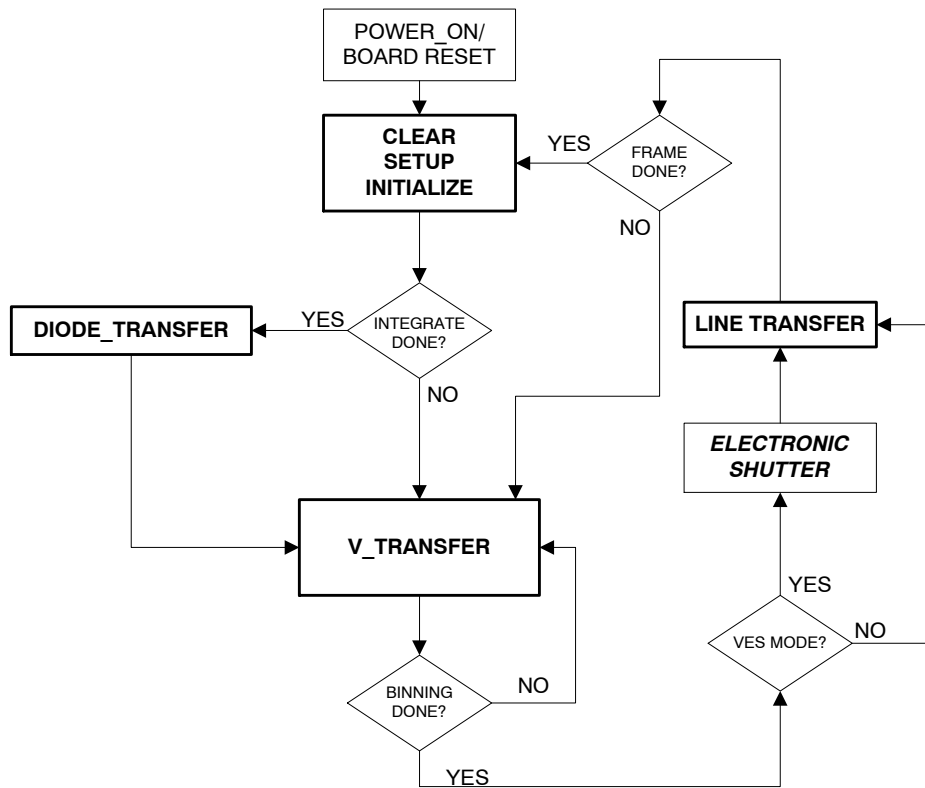 POWER_ON/
BOARD RESET
CLEAR
SETUP
INITIALIZE
YES
FRAME
DONE?
NO
DIODE_TRANSFER
YES
INTEGRATE
DONE?
LINE TRANSFER
NO
ELECTRONIC
SHUTTER
V_TRANSFER
YES
VES MODE?
NO
BINNING
DONE?
NO
YES